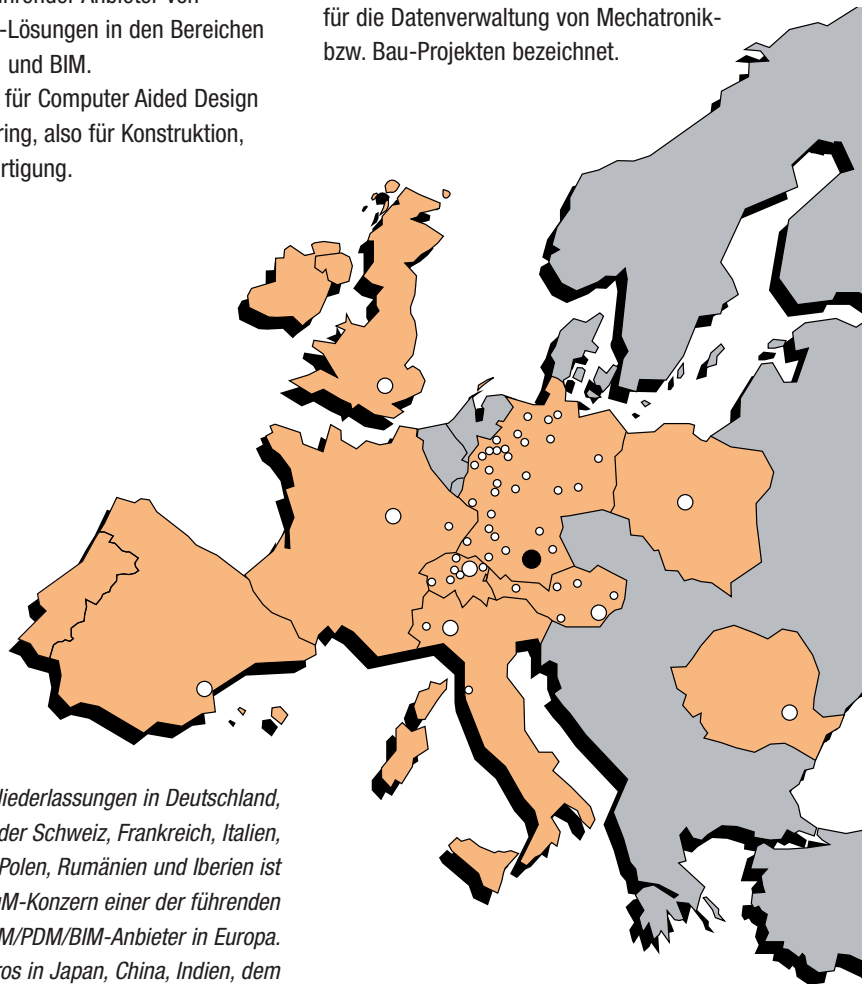 -Lösungen in den Bereichen
und BIM.
für Computer Aided Design
ring, also für Konstruktion,
rtigung.
für die Datenverwaltung von Mechatronik-
bzw. Bau-Projekten bezeichnet.
liederlassungen in Deutschland,
der Schweiz, Frankreich, Italien,
Polen, Rumänien und Iberien ist
uM-Konzern einer der führenden
M/PDM/BIM-Anbieter in Europa.
ros in Japan, China, Indien, dem